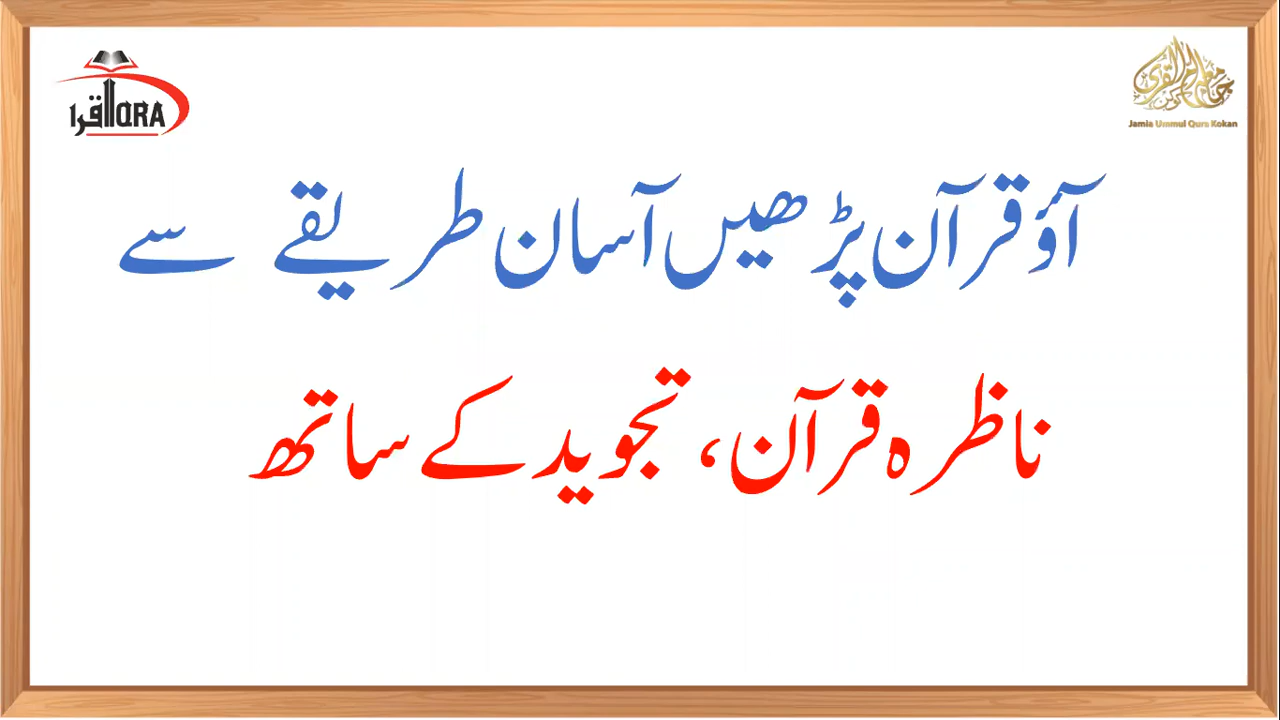 اقرا IQRA
Jamia Ummul Qura Kokan
آؤ قرآن پڑھیں آسان طریقے سے
ناظرہ قرآن، تجوید کے ساتھ